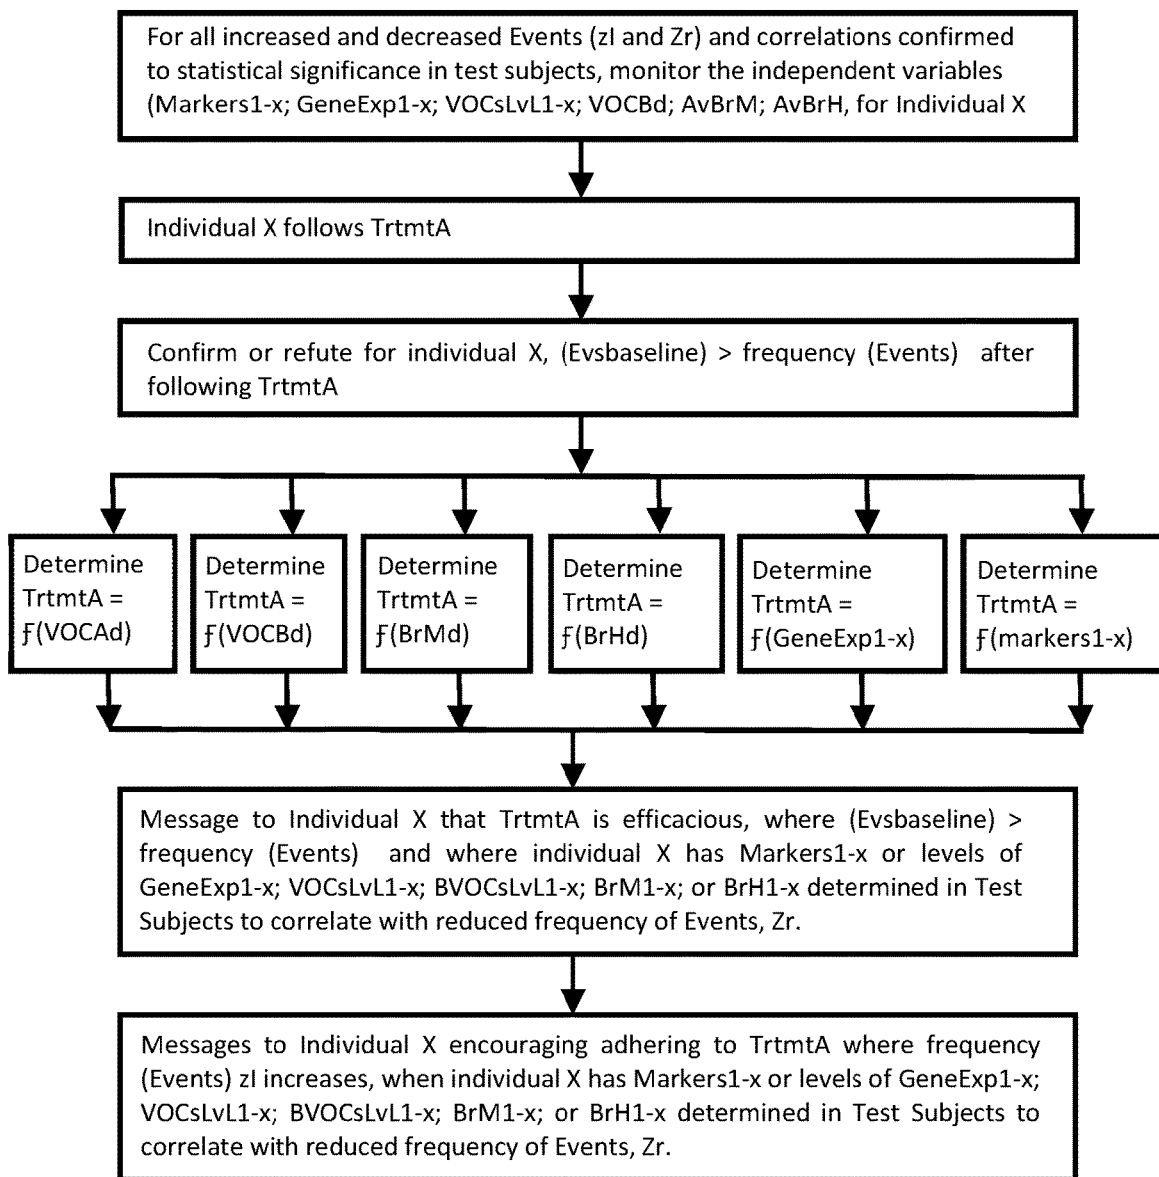 For all increased and decreased Events (zI and Zr) and correlations confirmed
to statistical significance in test subjects, monitor the independent variables
(Markers1-x; GeneExp1-x; VOCsLvL1-x; VOCBd; AvBrM; AvBrH, for Individual X
Individual X follows TrtmtA
Confirm or refute for individual X, (Evsbaseline) > frequency (Events) after
following TrtmtA
Determine
TrtmtA =
ƒ(VOCAd)
Determine
TrtmtA =
ƒ(VOCBd)
Determine
TrtmtA =
ƒ(BrMd)
Determine
TrtmtA =
ƒ(BrHd)
Determine
TrtmtA =
ƒ(GeneExp1-x)
Determine
TrtmtA =
ƒ(markers1-x)
Message to Individual X that TrtmtA is efficacious, where (Evsbaseline) >
frequency (Events) and where individual X has Markers1-x or levels of
GeneExp1-x; VOCsLvL1-x; BVOCsLvL1-x; BrM1-x; or BrH1-x determined in Test
Subjects to correlate with reduced frequency of Events, Zr.
Messages to Individual X encouraging adhering to TrtmtA where frequency
(Events) zI increases, when individual X has Markers1-x or levels of GeneExp1-x;
VOCsLvL1-x; BVOCsLvL1-x; BrM1-x; or BrH1-x determined in Test Subjects to
correlate with reduced frequency of Events, Zr.